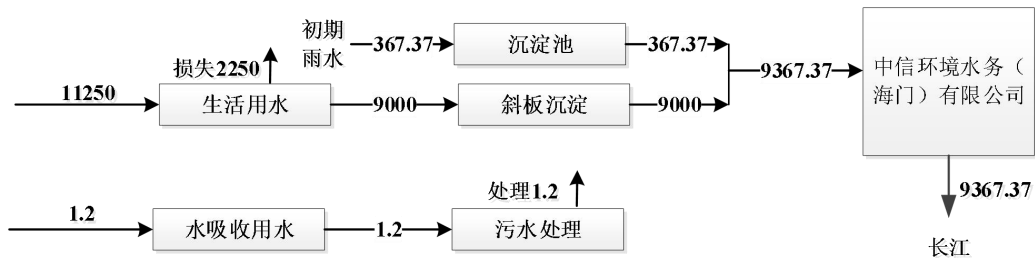 初期
雨水
367.37
沉淀池
367.37
损失2250
11250
生活用水
9000
斜板沉淀
9000
9367.37
中信环境水务（
海门）有限公司
9367.37
长江
1.2
水吸收用水
1.2
处理1.2
污水处理